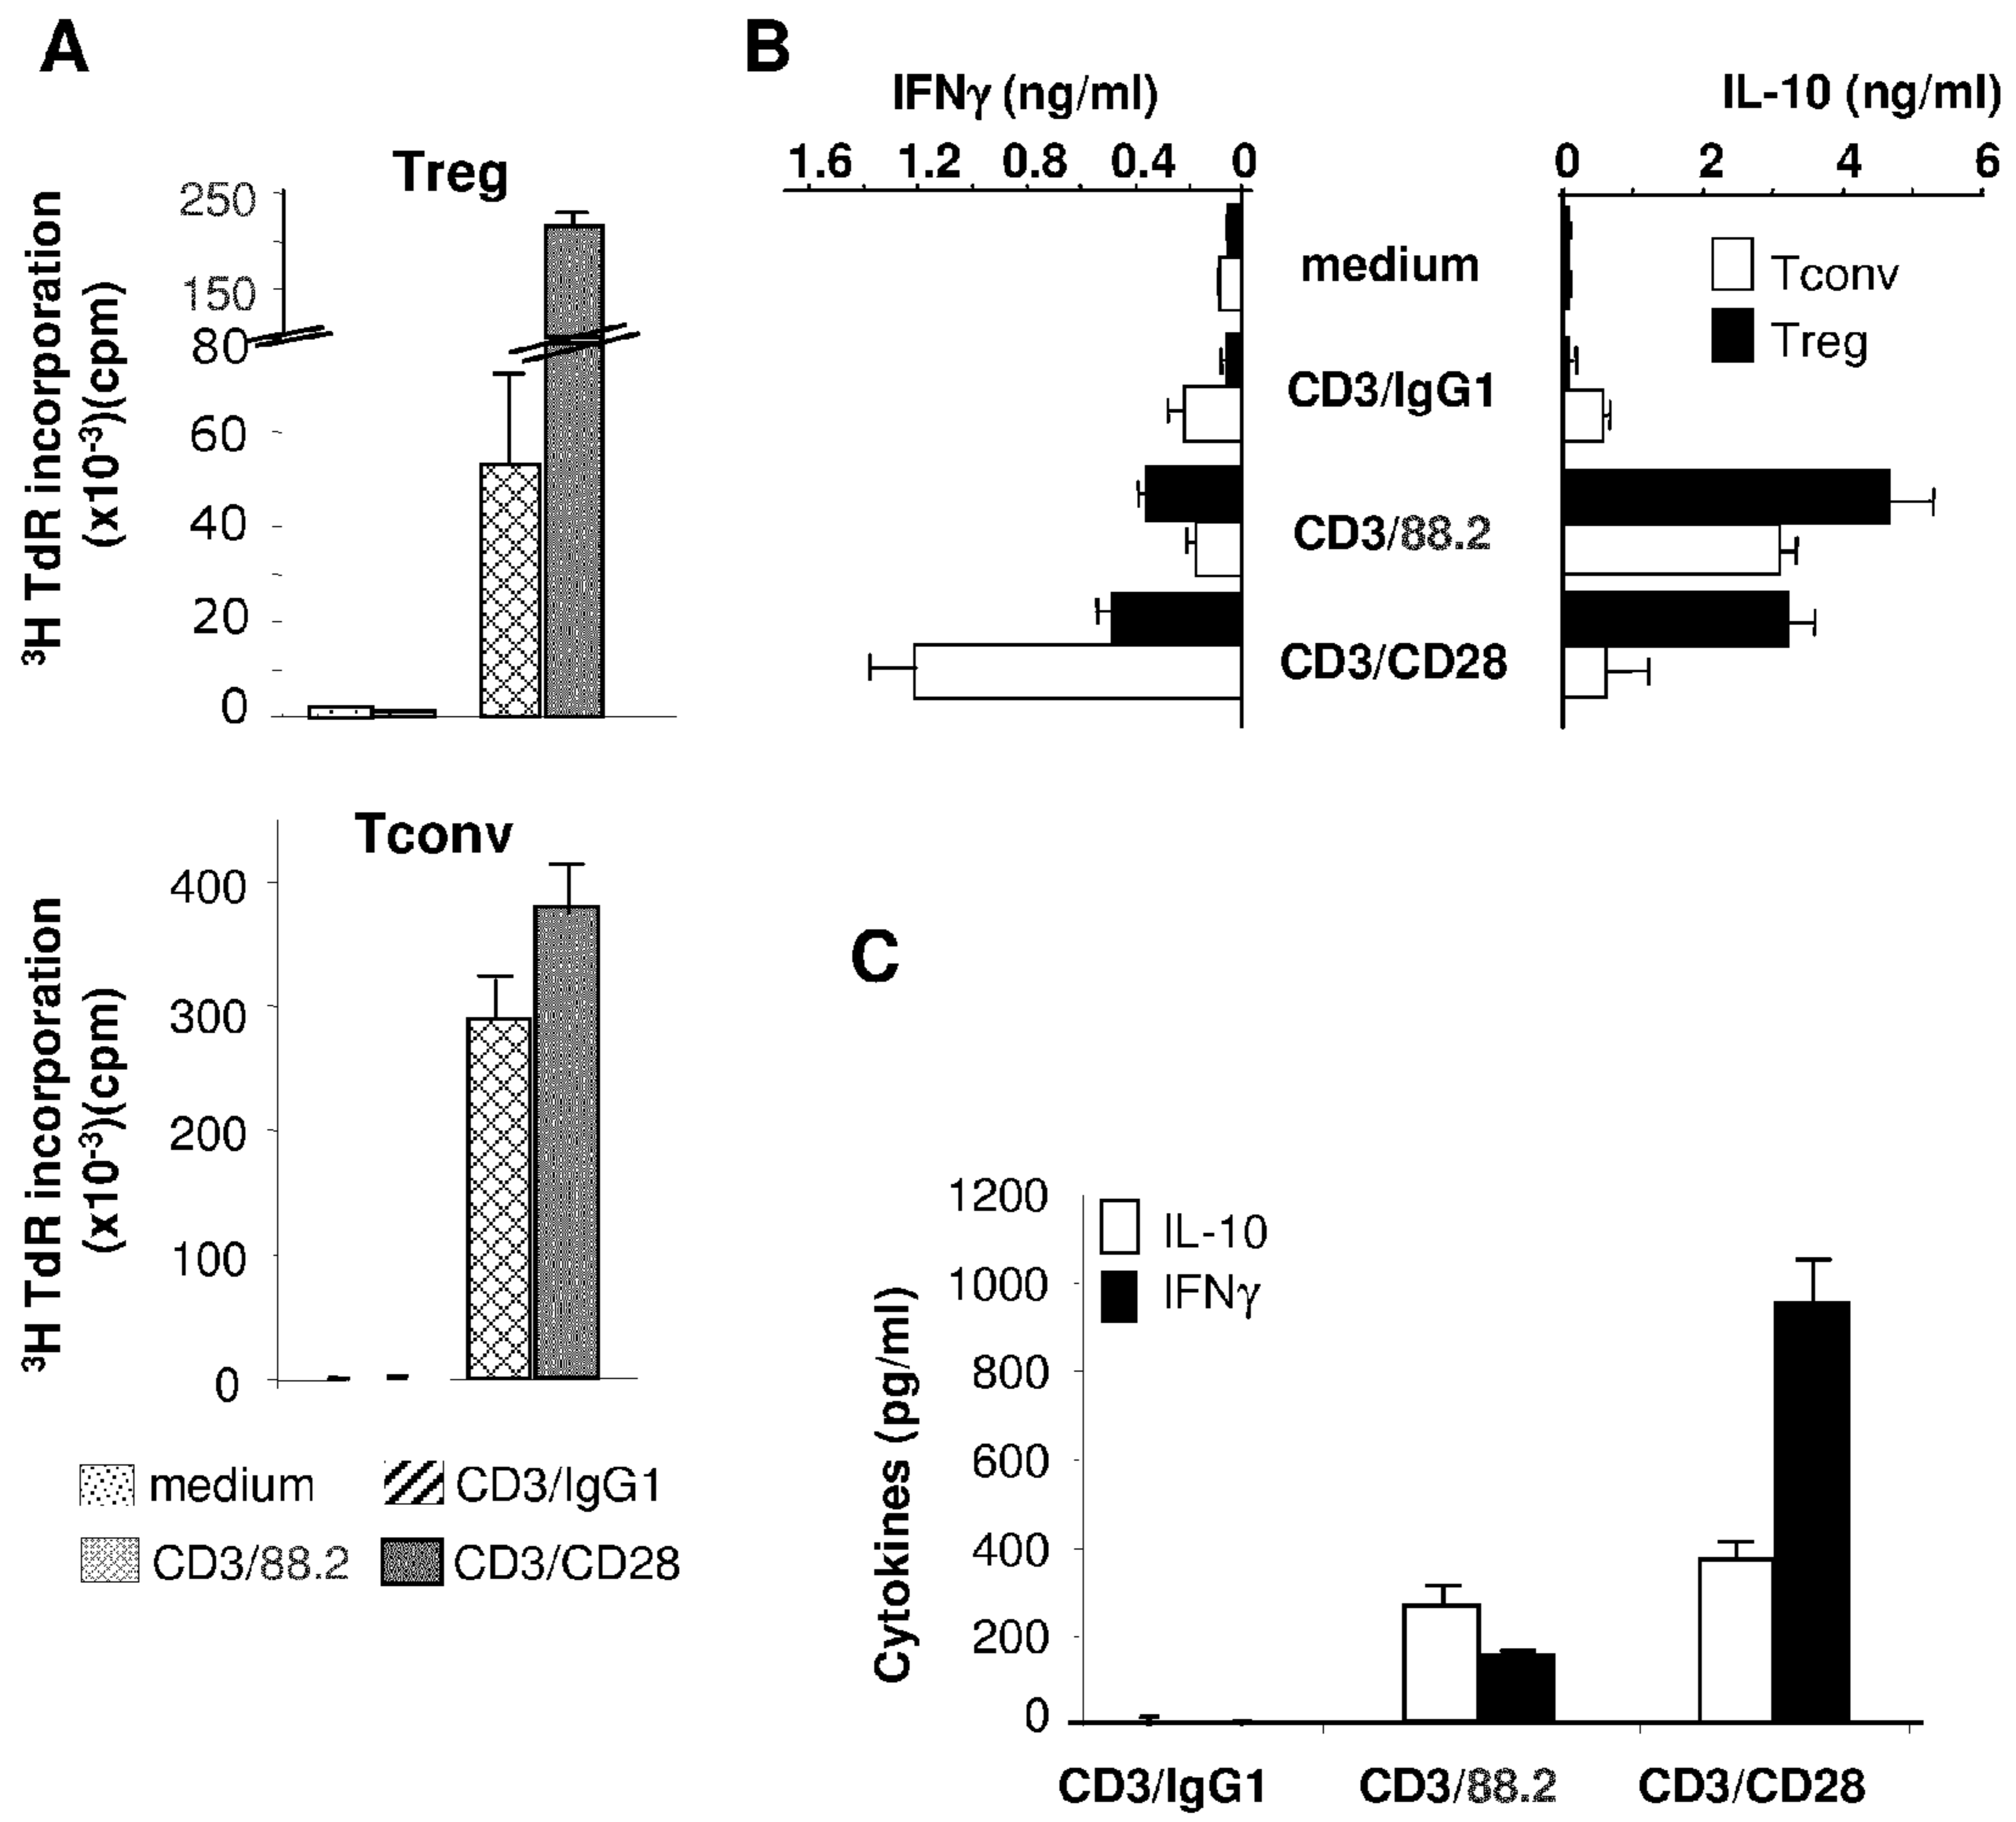 A
Treg
³H TdR incorporation
(x10⁻³)(cpm)
250
150
80
60
40
20
0
Tconv
³H TdR incorporation
(x10⁻³)(cpm)
400
300
200
100
0
medium
CD3/IgG1
CD3/88.2
CD3/CD28
B
IFNγ (ng/ml)
IL-10 (ng/ml)
1.6 1.2 0.8 0.4 0
0 2 4 6
medium
CD3/IgG1
CD3/88.2
CD3/CD28
Tconv
Treg
C
Cytokines (pg/ml)
1200
1000
800
600
400
200
0
IL-10
IFNγ
CD3/IgG1
CD3/88.2
CD3/CD28